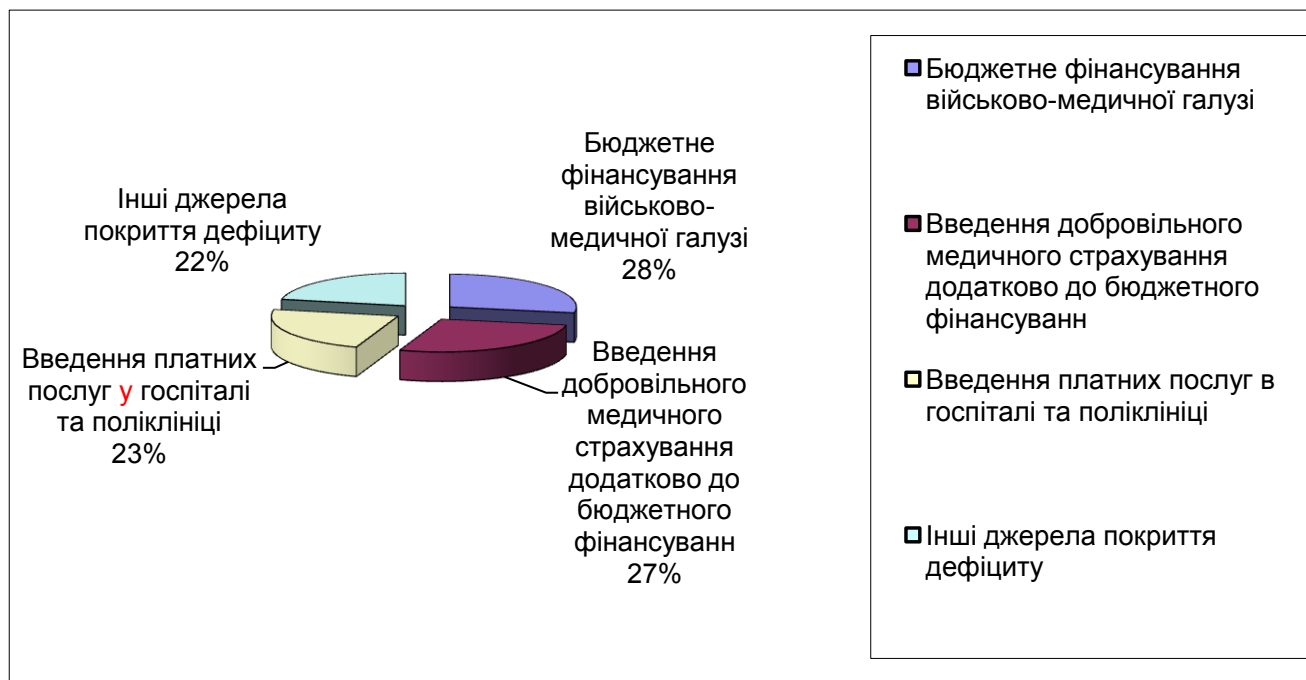 Бюджетне
фінансування
військово-
медичної галузі
28%
Введення
добровільного
медичного
страхування
додатково до
бюджетного
фінансуванн
27%
Введення платних
послуг у госпіталі
та поліклініці
23%
Інші джерела
покриття дефіциту
22%
Бюджетне фінансування
військово-медичної галузі
Введення добровільного
медичного страхування
додатково до бюджетного
фінансуванн
Введення платних послуг в
госпіталі та поліклініці
Інші джерела покриття
дефіциту